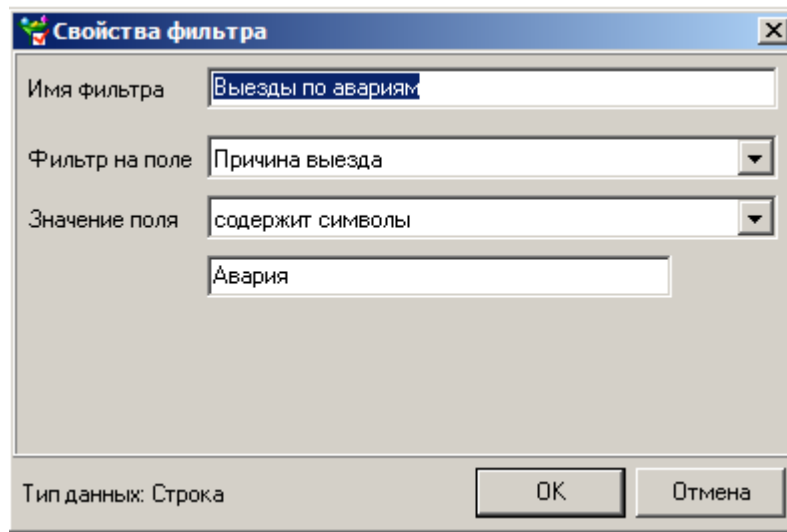 Свойства фильтра
Имя фильтра Выезды по авариям
Фильтр на поле Причина выезда
Значение поля содержит символы
Авария
Тип данных: Строка OK Отмена